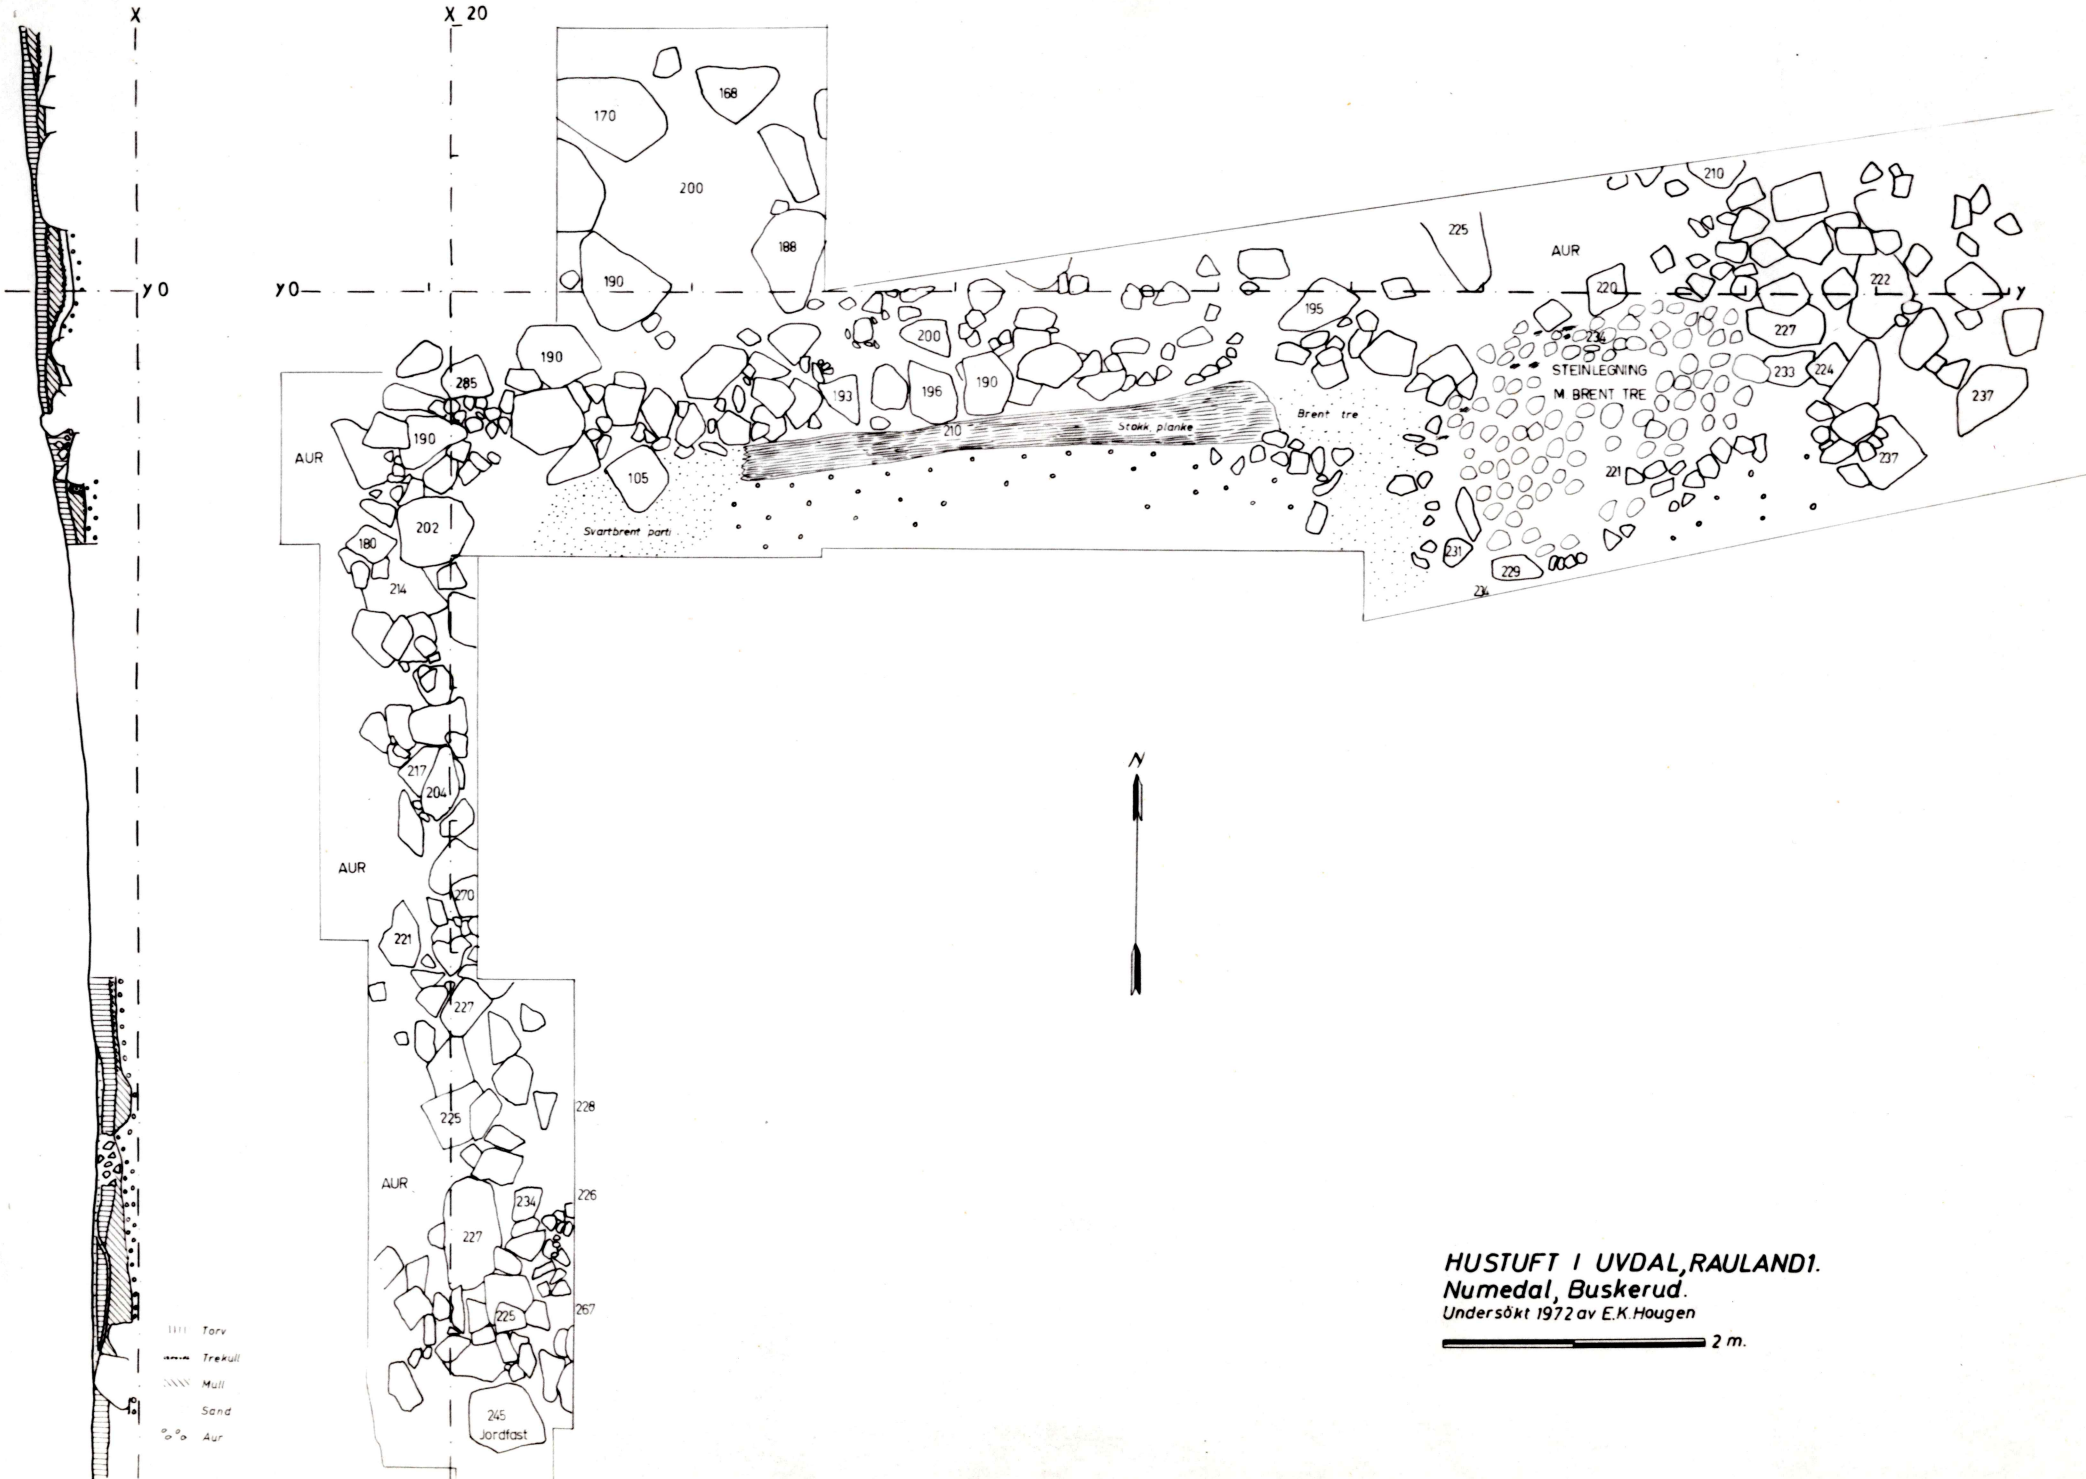 X
X 20
170
168
200
188
190
210
225
AUR
Y 0
Y 0
220
222
Y
195
227
200
234
190
285
STEINLEGNING
233
224
M BRENT TRE
193
196
190
237
Brent tre
210
Stokk, planke
190
AUR
237
221
105
202
Svartbrent parti
180
231
229
214
234
N
217
204
AUR
270
221
227
225
228
AUR
226
234
227
HUSTUFT I UVDAL, RAULAND 1.
Numedal, Buskerud.
Undersökt 1972 av E.K. Hougen
2 m.
267
225
Torv
Trekull
Mull
Sand
Aur
245
Jordfast